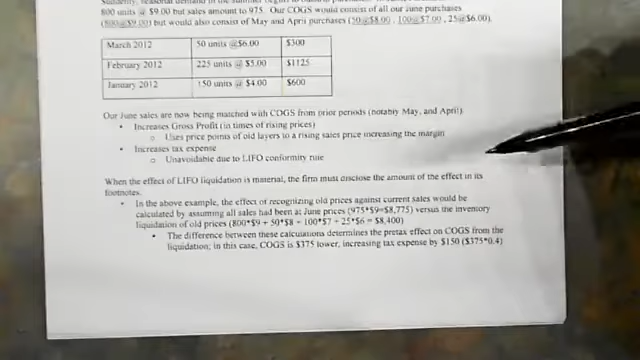 800 units @ $9.00 but sales amount to 975. Our COGS would consist of all our June purchases
(800@$9.00) but would also consist of May and April purchases (50@$8.00 , 100@$7.00 , 25@$6.00).
March 2012 50 units @$6.00 $300
February 2012 225 units @ $5.00 $1125
January 2012 150 units @ $4.00 $600
Our June sales are now being matched with COGS from prior periods (notably May, and April)
• Increases Gross Profit (in times of rising prices)
o Uses price points of old layers to a rising sales price increasing the margin
• Increases tax expense
o Unavoidable due to LIFO conformity rule
When the effect of LIFO liquidation is material, the firm must disclose the amount of the effect in its
footnotes.
• In the above example, the effect of recognizing old prices against current sales would be
calculated by assuming all sales had been at June prices (975*$9=$8,775) versus the inventory
liquidation of old prices (800*$9 + 50*$8 + 100*$7 + 25*$6 = $8,400)
• The difference between these calculations determines the pretax effect on COGS from the
liquidation; in this case, COGS is $375 lower, increasing tax expense by $150 ($375*0.4)